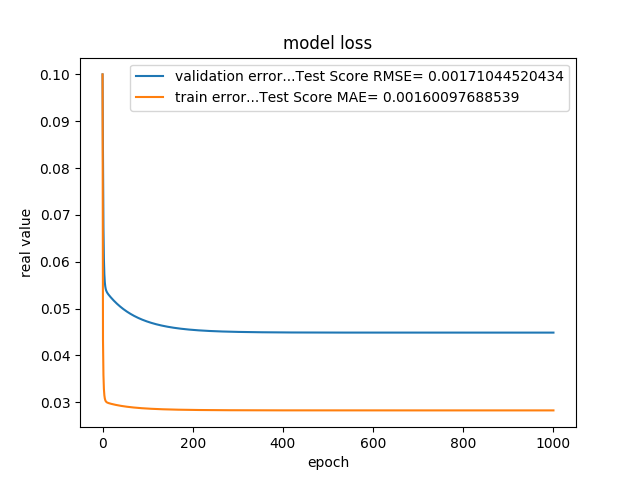 model loss
validation error...Test Score RMSE= 0.00171044520434
train error...Test Score MAE= 0.00160097688539
0.10
0.09
0.08
0.07
0.06
0.05
0.04
0.03
real value
0 200 400 600 800 1000
epoch